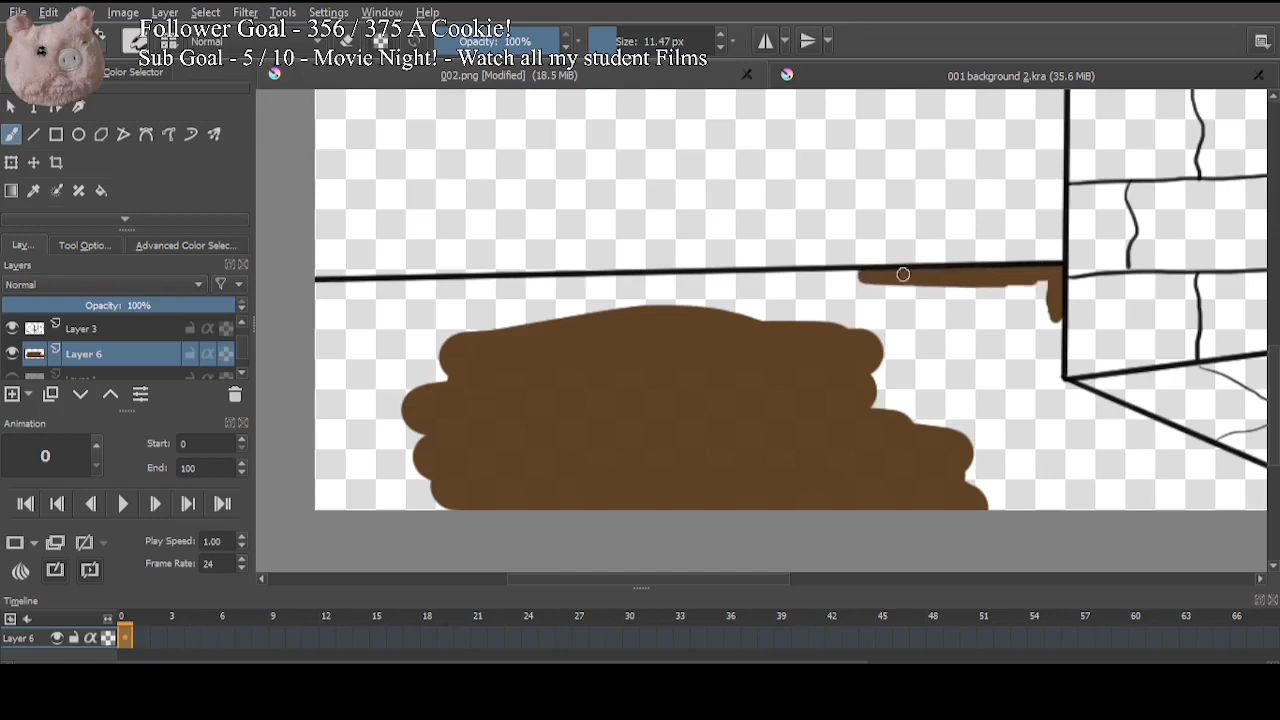 File Edit View Image Layer Select Filter Tools Settings Window Help
Follower Goal - 356 / 375 A Cookie!
Normal
Opacity: 100%
Size: 11.47 px
Sub Goal - 5 / 10 - Movie Night! - Watch all my student Films
Color Selector
002.png [Modified] (18.5 MiB)
001 background 2.kra (35.6 MiB)
Lay...
Tool Optio...
Advanced Color Selec...
Layers
Normal
Opacity: 100%
Layer 3
Layer 6
Animation
0
Start: 0
End: 100
Play Speed: 1.00
Frame Rate: 24
Timeline
0 3 6 9 12 15 18 21 24 27 30 33 36 39 42 45 48 51 54 57 60 63 66
Layer 6